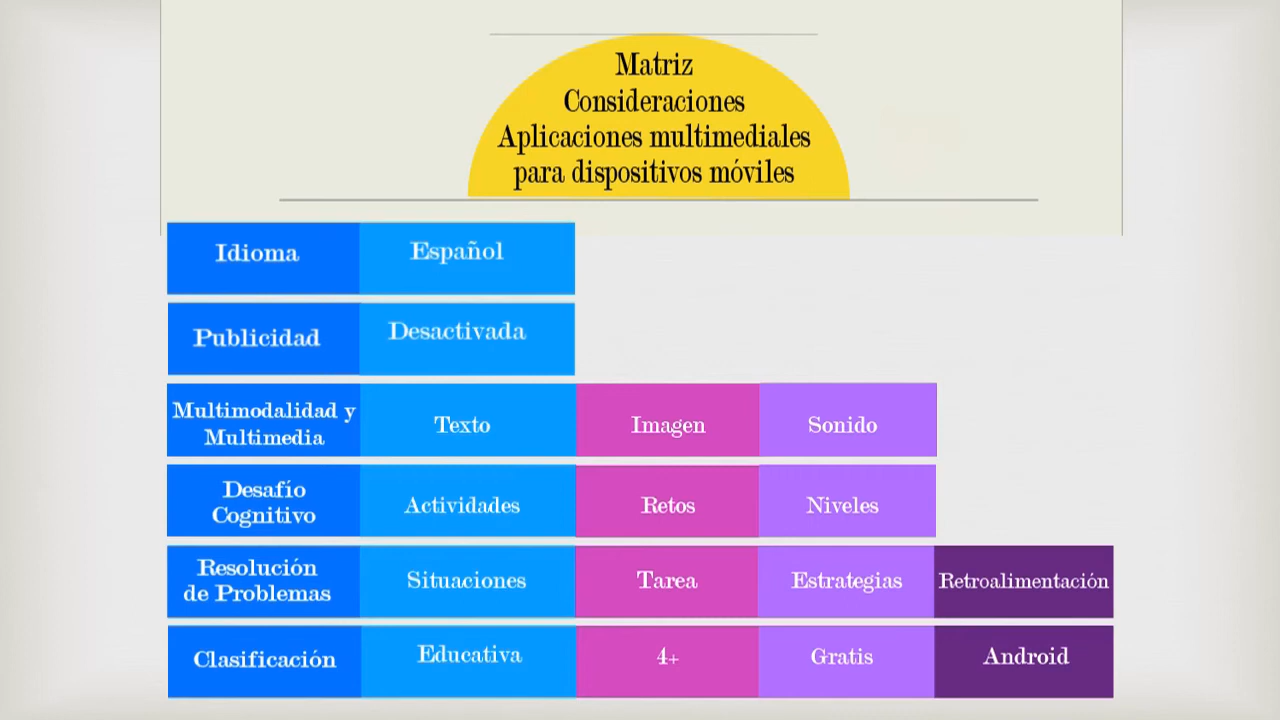 Matriz
Consideraciones
Aplicaciones multimediales
para dispositivos móviles
Idioma Español
Publicidad Desactivada
Multimodalidad y
Multimedia Texto Imagen Sonido
Desafío
Cognitivo Actividades Retos Niveles
Resolución
de Problemas Situaciones Tarea Estrategias Retroalimentación
Clasificación Educativa 4+ Gratis Android